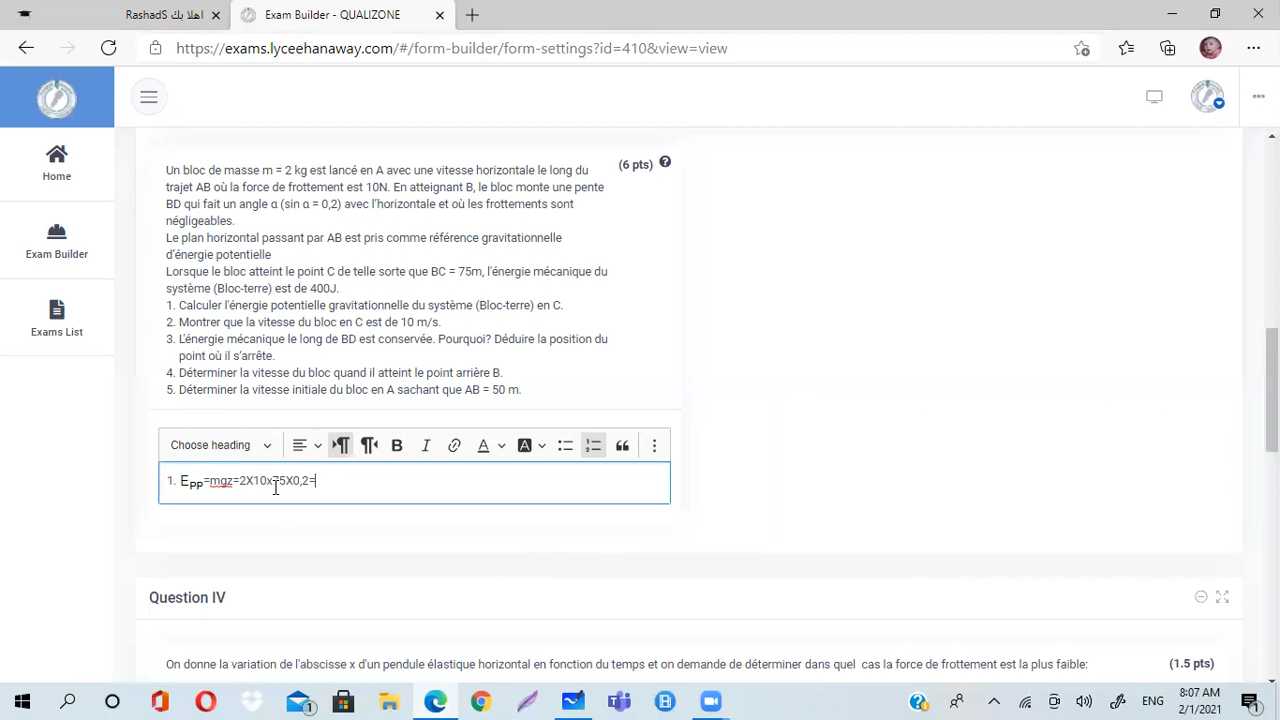 RashadS اهلا بك
Exam Builder - QUALIZONE
https://exams.lyceehanaway.com/#/form-builder/form-settings?id=410&view=view
Home
Exam Builder
Exams List
Un bloc de masse m = 2 kg est lancé en A avec une vitesse horizontale le long du
(6 pts)
trajet AB où la force de frottement est 10N. En atteignant B, le bloc monte une pente
BD qui fait un angle α (sin α = 0,2) avec l'horizontale et où les frottements sont
négligeables.
Le plan horizontal passant par AB est pris comme référence gravitationnelle
d'énergie potentielle
Lorsque le bloc atteint le point C de telle sorte que BC = 75m, l'énergie mécanique du
système (Bloc-terre) est de 400J.
1. Calculer l'énergie potentielle gravitationnelle du système (Bloc-terre) en C.
2. Montrer que la vitesse du bloc en C est de 10 m/s.
3. L'énergie mécanique le long de BD est conservée. Pourquoi? Déduire la position du
point où il s'arrête.
4. Déterminer la vitesse du bloc quand il atteint le point arrière B.
5. Déterminer la vitesse initiale du bloc en A sachant que AB = 50 m.
Choose heading
1. EPP=mgz=2X10x75X0,2=
Question IV
On donne la variation de l'abscisse x d'un pendule élastique horizontal en fonction du temps et on demande de déterminer dans quel cas la force de frottement est la plus faible:
(1.5 pts)
ENG
8:07 AM
2/1/2021